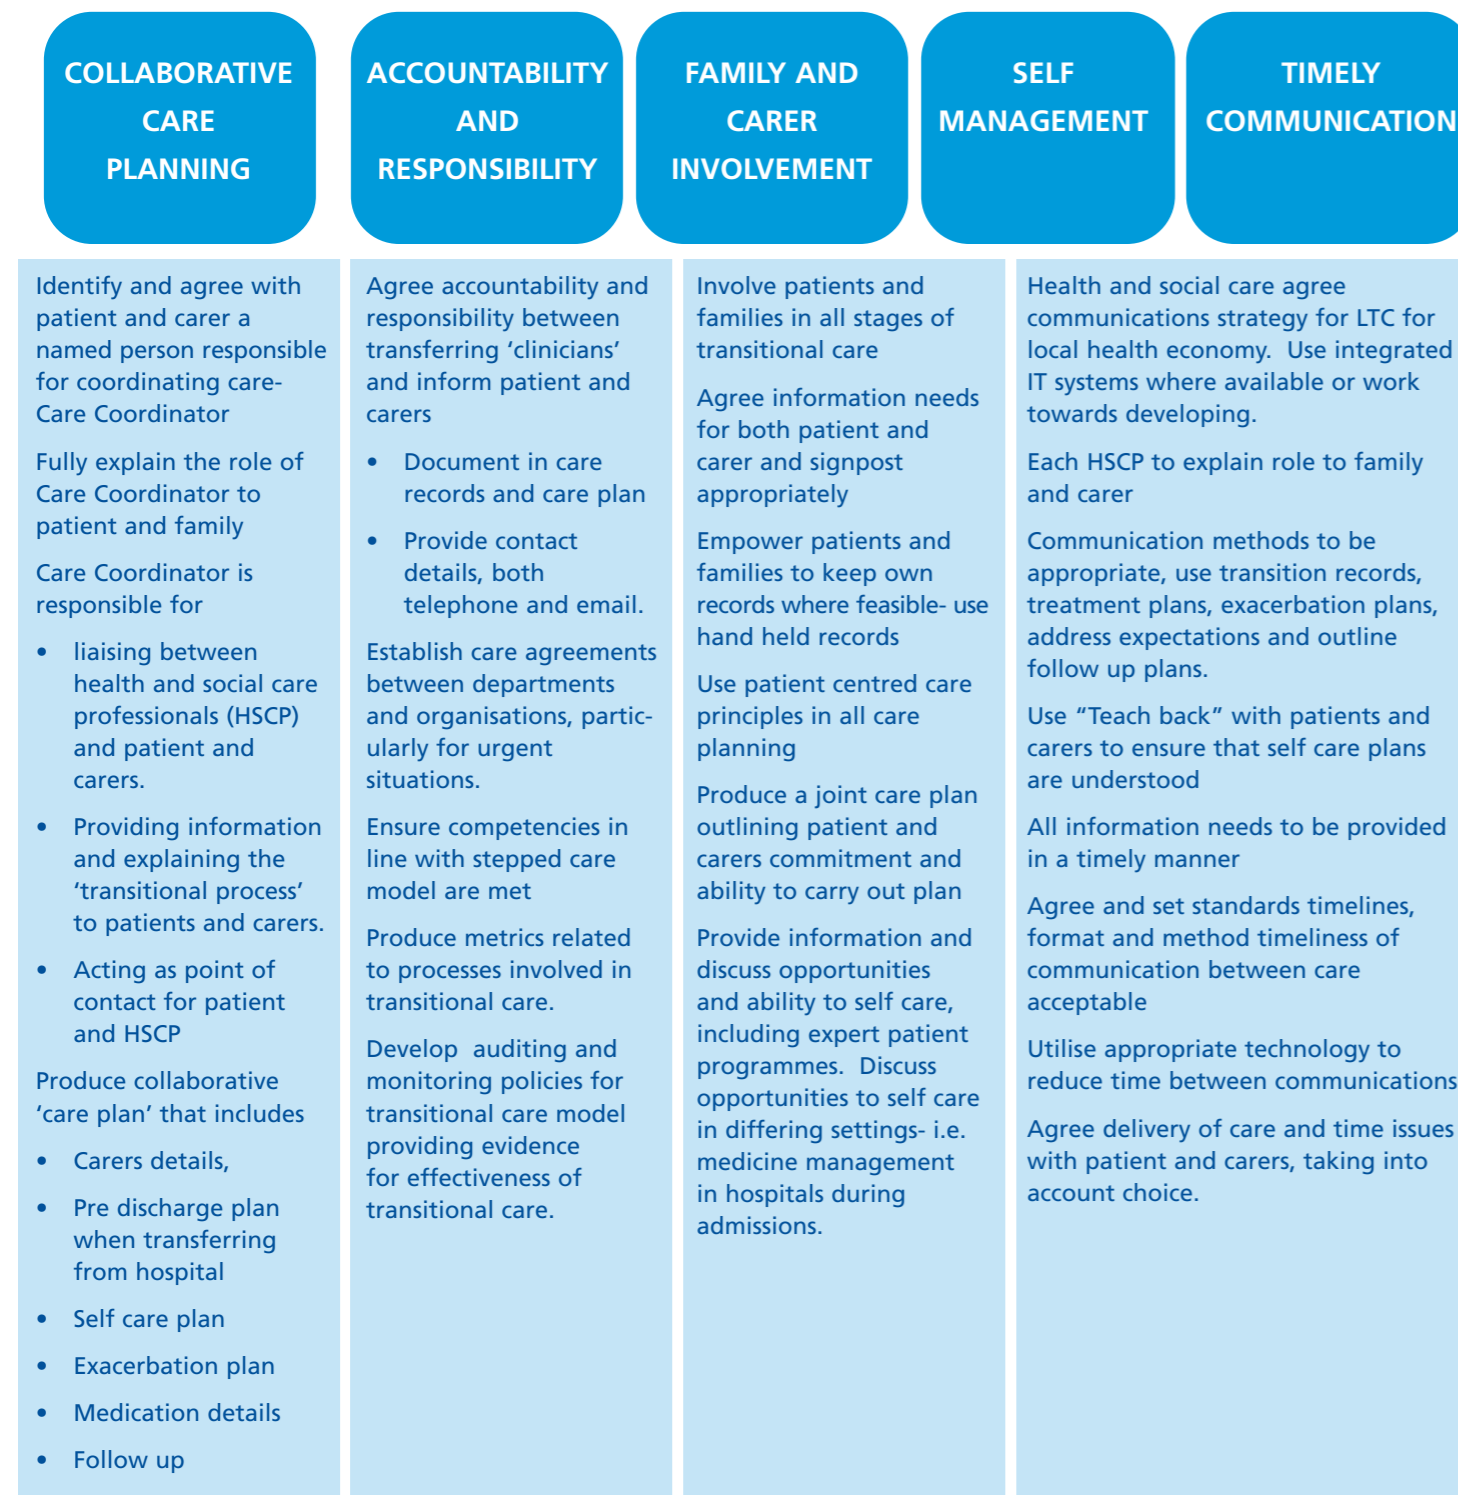 COLLABORATIVE
CARE
PLANNING
ACCOUNTABILITY
AND
RESPONSIBILITY
FAMILY AND
CARER
INVOLVEMENT
SELF
MANAGEMENT
TIMELY
COMMUNICATION
Identify and agree with
patient and carer a
named person responsible
for coordinating care-
Care Coordinator
Fully explain the role of
Care Coordinator to
patient and family
Care Coordinator is
responsible for
• liaising between
health and social care
professionals (HSCP)
and patient and
carers.
• Providing information
and explaining the
‘transitional process’
to patients and carers.
• Acting as point of
contact for patient
and HSCP
Produce collaborative
‘care plan’ that includes
• Carers details,
• Pre discharge plan
when transferring
from hospital
• Self care plan
• Exacerbation plan
• Medication details
• Follow up
Agree accountability and
responsibility between
transferring ‘clinicians’
and inform patient and
carers
• Document in care
records and care plan
• Provide contact
details, both
telephone and email.
Establish care agreements
between departments
and organisations, partic-
ularly for urgent
situations.
Ensure competencies in
line with stepped care
model are met
Produce metrics related
to processes involved in
transitional care.
Develop  auditing and
monitoring policies for
transitional care model
providing evidence
for effectiveness of
transitional care.
Involve patients and
families in all stages of
transitional care
Agree information needs
for both patient and
carer and signpost
appropriately
Empower patients and
families to keep own
records where feasible- use
hand held records
Use patient centred care
principles in all care
planning
Produce a joint care plan
outlining patient and
carers commitment and
ability to carry out plan
Provide information and
discuss opportunities
and ability to self care,
including expert patient
programmes.  Discuss
opportunities to self care
in differing settings- i.e.
medicine management
in hospitals during
admissions.
Health and social care agree
communications strategy for LTC for
local health economy.  Use integrated
IT systems where available or work
towards developing.
Each HSCP to explain role to family
and carer
Communication methods to be
appropriate, use transition records,
treatment plans, exacerbation plans,
address expectations and outline
follow up plans.
Use “Teach back” with patients and
carers to ensure that self care plans
are understood
All information needs to be provided
in a timely manner
Agree and set standards timelines,
format and method timeliness of
communication between care
acceptable
Utilise appropriate technology to
reduce time between communications
Agree delivery of care and time issues
with patient and carers, taking into
account choice.